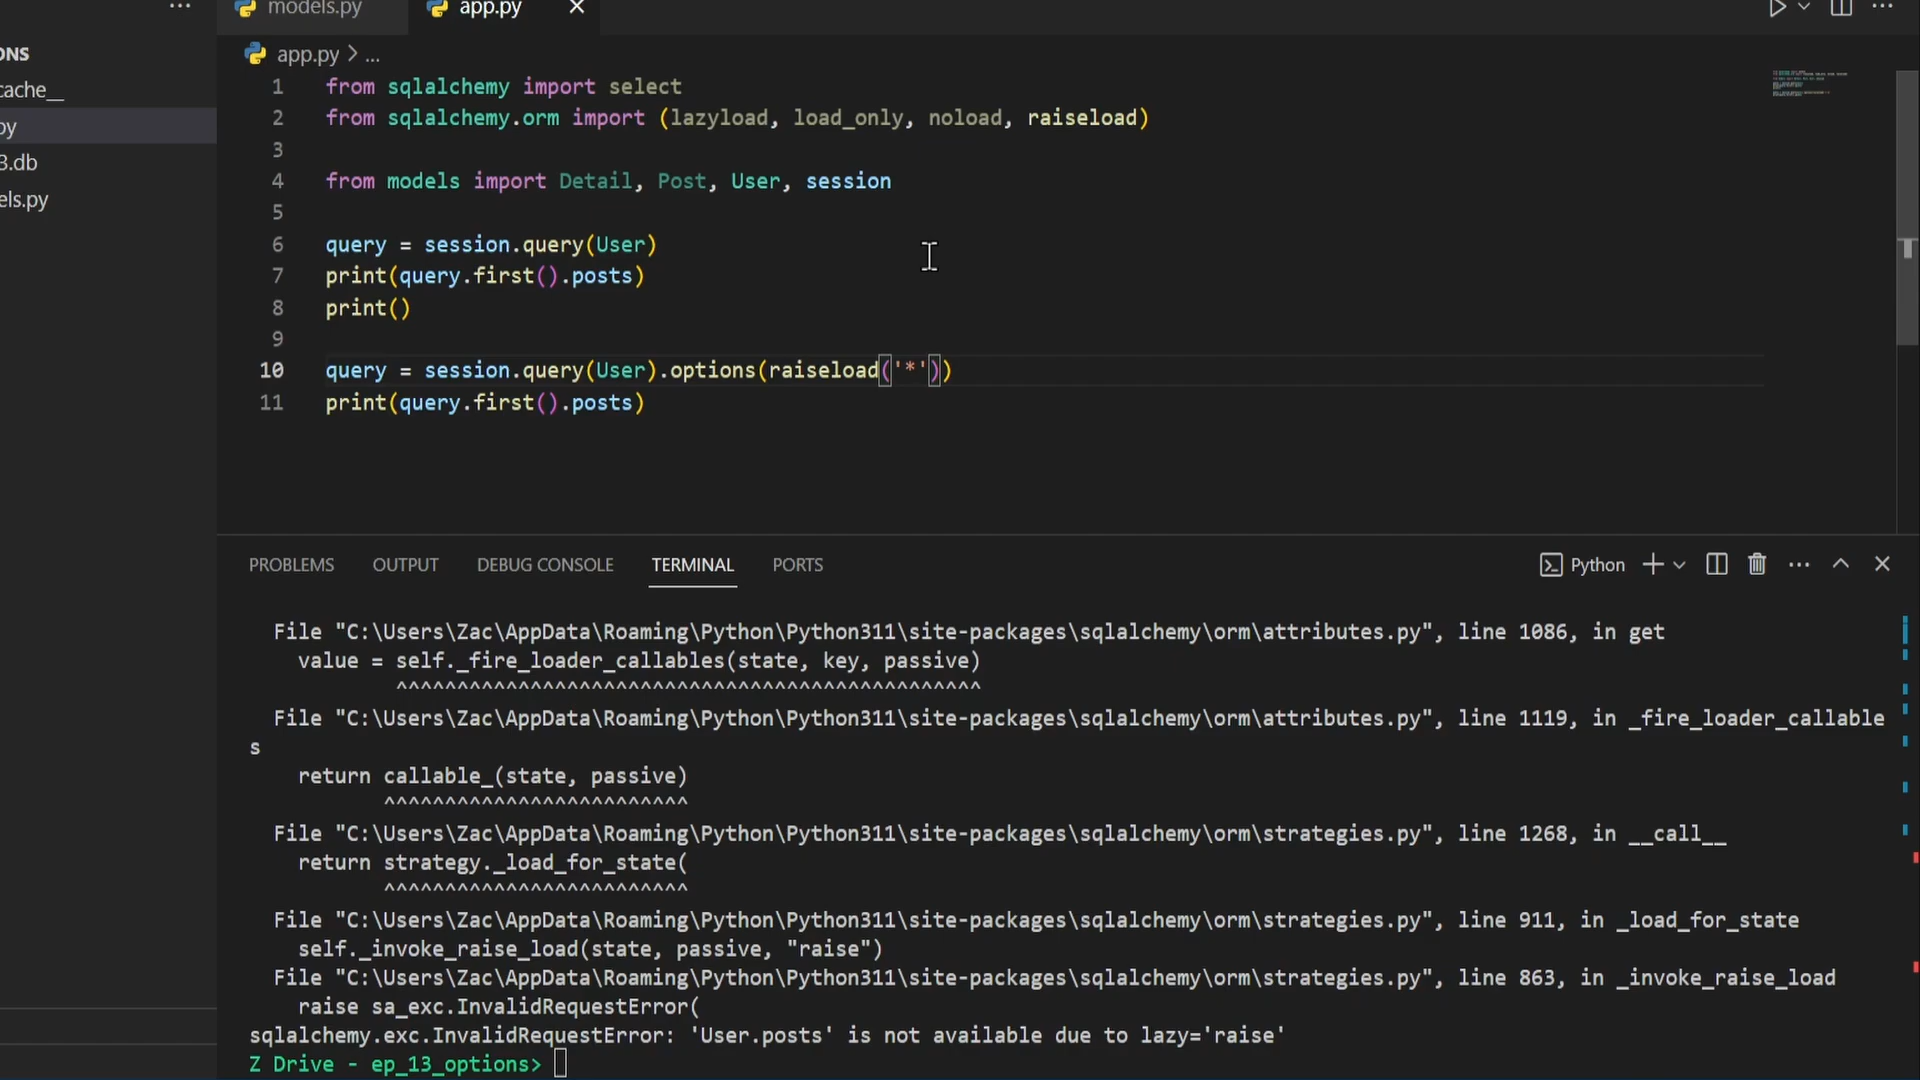 models.py
app.py
ONS
cache__
py
3.db
els.py
app.py > ...
1 from sqlalchemy import select
2 from sqlalchemy.orm import (lazyload, load_only, noload, raiseload)
3
4 from models import Detail, Post, User, session
5
6 query = session.query(User)
7 print(query.first().posts)
8 print()
9
10 query = session.query(User).options(raiseload('*'))
11 print(query.first().posts)
PROBLEMS OUTPUT DEBUG CONSOLE TERMINAL PORTS
Python
File "C:\Users\Zac\AppData\Roaming\Python\Python311\site-packages\sqlalchemy\orm\attributes.py", line 1086, in get
value = self._fire_loader_callables(state, key, passive)
^^^^^^^^^^^^^^^^^^^^^^^^^^^^^^^^^^^^^^^^^^^^^^^^
File "C:\Users\Zac\AppData\Roaming\Python\Python311\site-packages\sqlalchemy\orm\attributes.py", line 1119, in _fire_loader_callable
s
return callable_(state, passive)
^^^^^^^^^^^^^^^^^^^^^^^^^
File "C:\Users\Zac\AppData\Roaming\Python\Python311\site-packages\sqlalchemy\orm\strategies.py", line 1268, in __call__
return strategy._load_for_state(
^^^^^^^^^^^^^^^^^^^^^^^^^
File "C:\Users\Zac\AppData\Roaming\Python\Python311\site-packages\sqlalchemy\orm\strategies.py", line 911, in _load_for_state
self._invoke_raise_load(state, passive, "raise")
File "C:\Users\Zac\AppData\Roaming\Python\Python311\site-packages\sqlalchemy\orm\strategies.py", line 863, in _invoke_raise_load
raise sa_exc.InvalidRequestError(
sqlalchemy.exc.InvalidRequestError: 'User.posts' is not available due to lazy='raise'
Z Drive - ep_13_options>